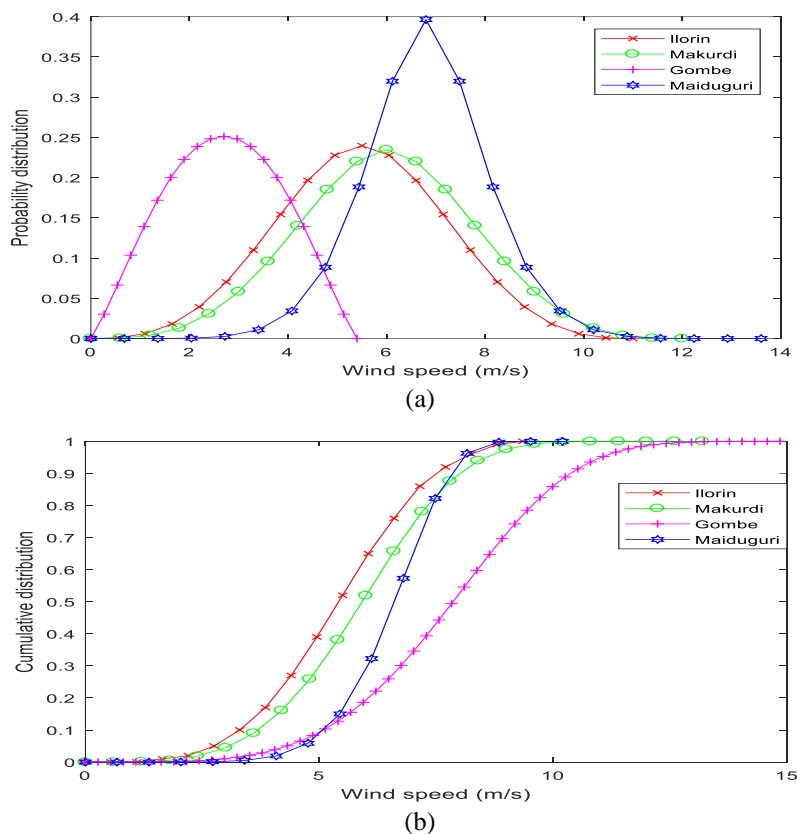 0.4
0.35
0.3
0.25
0.2
0.15
0.1
0.05
0
Probability distribution
Ilorin
Makurdi
Gombe
Maiduguri
0 2 4 6 8 10 12 14
Wind speed (m/s)
(a)
1
0.9
0.8
0.7
0.6
0.5
0.4
0.3
0.2
0.1
0
Cumulative distribution
Ilorin
Makurdi
Gombe
Maiduguri
0 5 10 15
Wind speed (m/s)
(b)